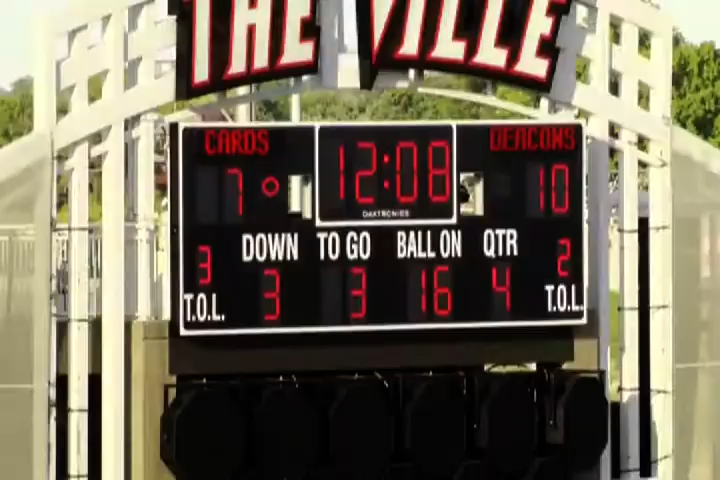 THE VILLE
CARDS 12:08 DEACONS
7 10
DAKTRONICS
DOWN TO GO BALL ON QTR
3 3 3 16 4 2
T.O.L. T.O.L.